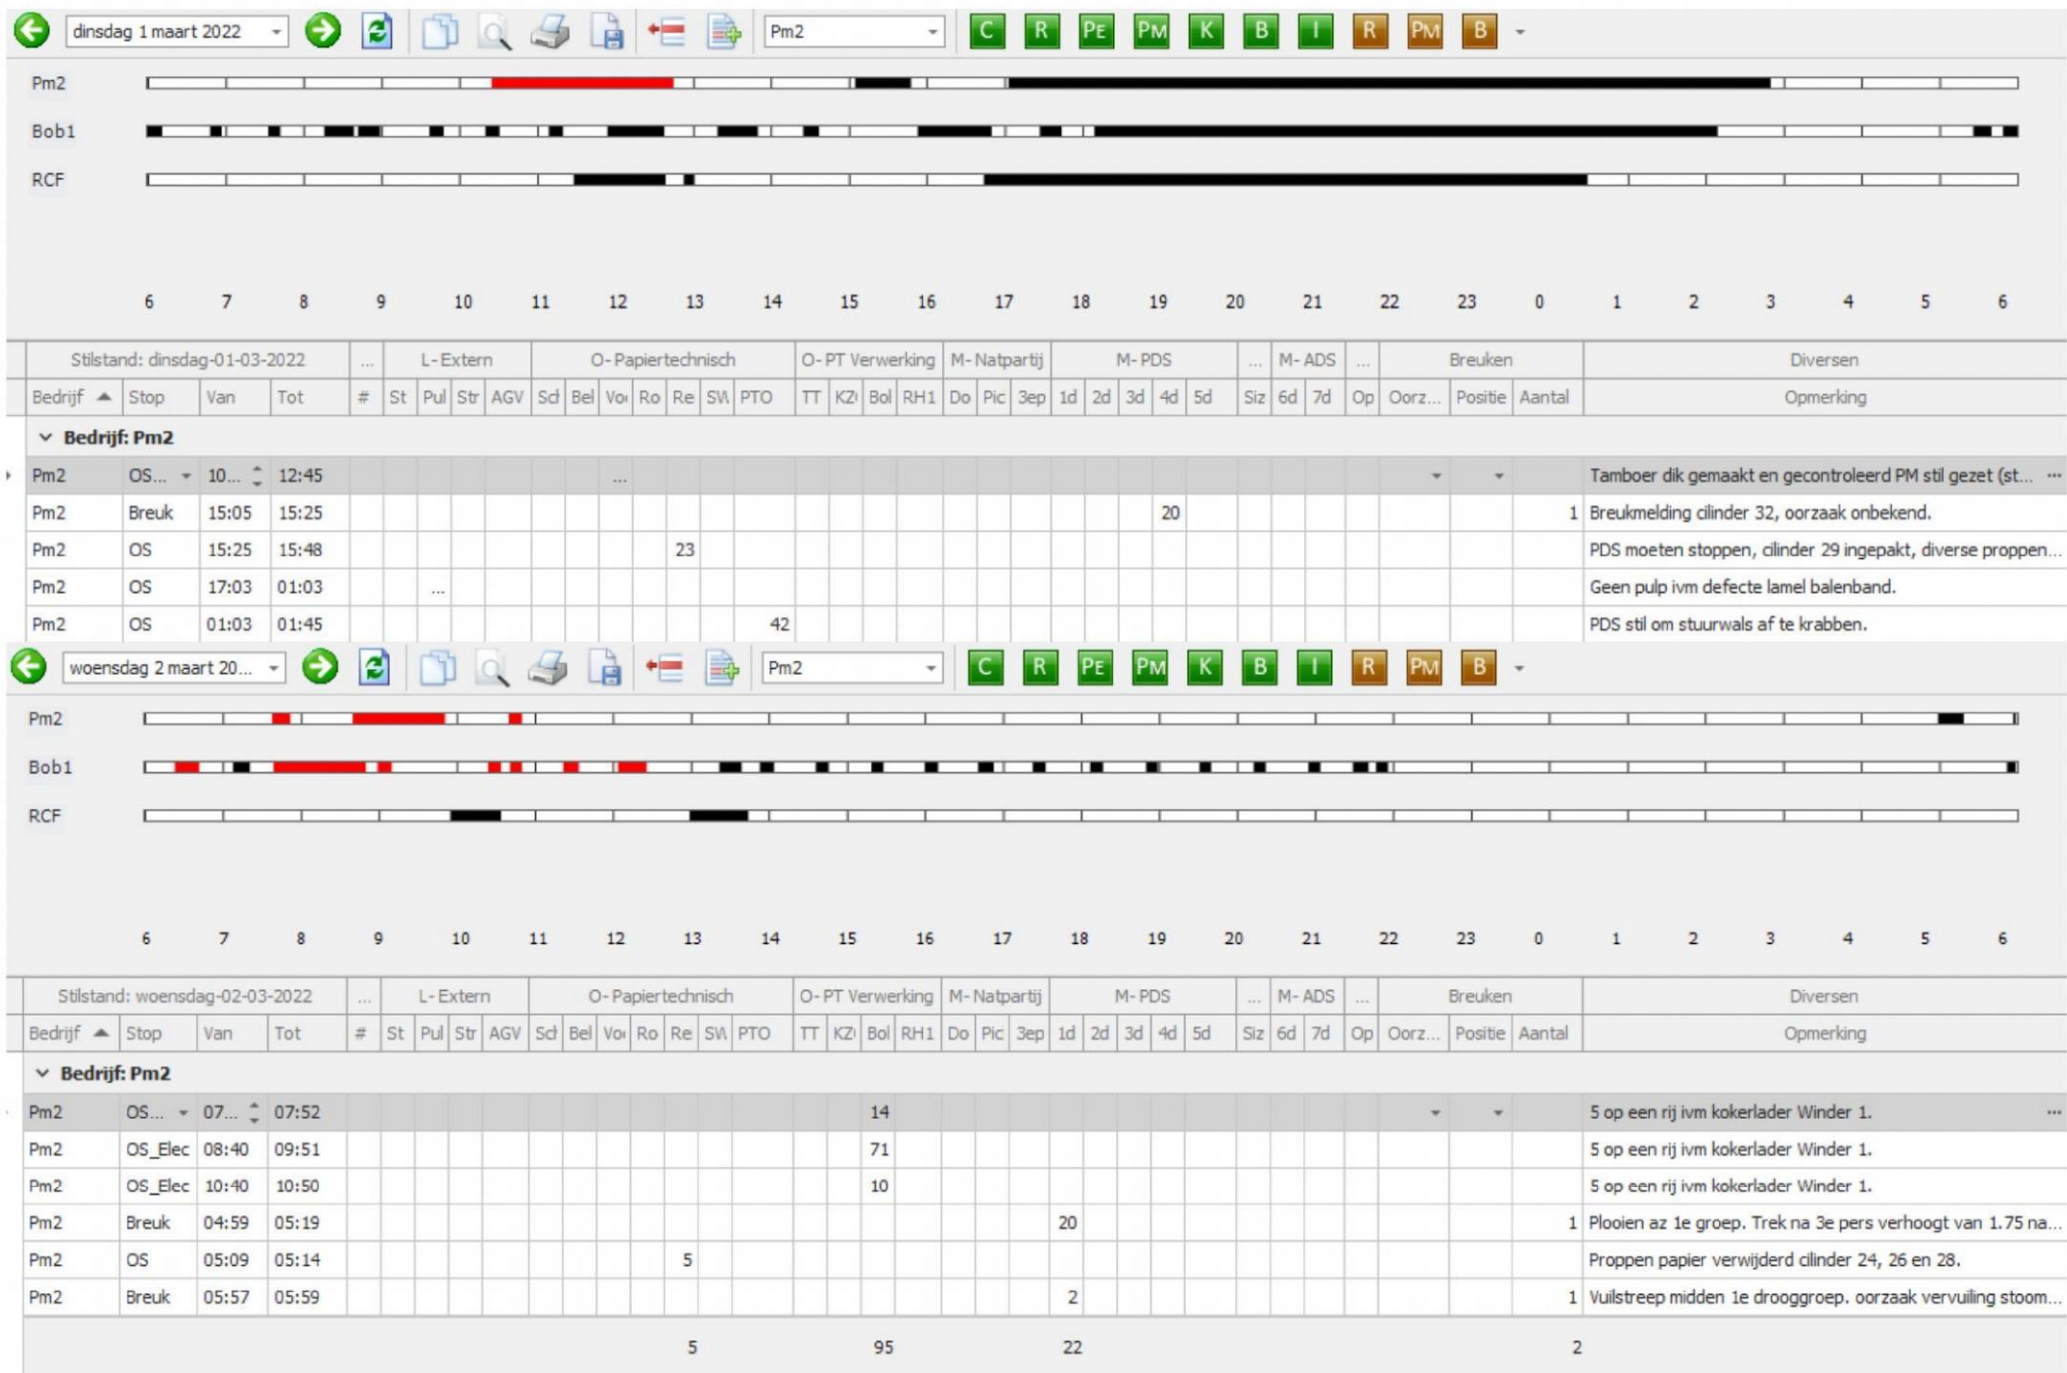 dinsdag 1 maart 2022 Pm2 C R PE PM K B I R PM B
Pm2
Bob1
RCF
6 7 8 9 10 11 12 13 14 15 16 17 18 19 20 21 22 23 0 1 2 3 4 5 6
Stilstand: dinsdag-01-03-2022 ... L- Extern O- Papiertechnisch O- PT Verwerking M- Natpartij M- PDS ... M- ADS ... Breuken Diversen
Bedrijf Stop Van Tot # St Pul Str AGV Scł Bel Voı Ro Re SW PTO TT KZI Bol RH1 Do Pic 3ep 1d 2d 3d 4d 5d Siz 6d 7d Op Oorz... Positie Aantal Opmerking
Bedrijf: Pm2
Pm2 OS... 10... 12:45 ... Tamboer dik gemaakt en gecontroleerd PM stil gezet (st... ...
Pm2 Breuk 15:05 15:25 20 1 Breukmelding cilinder 32, oorzaak onbekend.
Pm2 OS 15:25 15:48 23 PDS moeten stoppen, cilinder 29 ingepakt, diverse proppen...
Pm2 OS 17:03 01:03 ... Geen pulp ivm defecte lamel balenband.
Pm2 OS 01:03 01:45 42 PDS stil om stuurwals af te krabben.
woensdag 2 maart 20... Pm2 C R PE PM K B I R PM B
Pm2
Bob1
RCF
6 7 8 9 10 11 12 13 14 15 16 17 18 19 20 21 22 23 0 1 2 3 4 5 6
Stilstand: woensdag-02-03-2022 ... L- Extern O- Papiertechnisch O- PT Verwerking M- Natpartij M- PDS ... M- ADS ... Breuken Diversen
Bedrijf Stop Van Tot # St Pul Str AGV Scł Bel Voı Ro Re SW PTO TT KZI Bol RH1 Do Pic 3ep 1d 2d 3d 4d 5d Siz 6d 7d Op Oorz... Positie Aantal Opmerking
Bedrijf: Pm2
Pm2 OS... 07... 07:52 14 5 op een rij ivm kokerlader Winder 1. ...
Pm2 OS_Elec 08:40 09:51 71 5 op een rij ivm kokerlader Winder 1.
Pm2 OS_Elec 10:40 10:50 10 5 op een rij ivm kokerlader Winder 1.
Pm2 Breuk 04:59 05:19 20 1 Plooien az 1e groep. Trek na 3e pers verhoogt van 1.75 na...
Pm2 OS 05:09 05:14 5 Proppen papier verwijderd cilinder 24, 26 en 28.
Pm2 Breuk 05:57 05:59 2 1 Vuilstreep midden 1e drooggroep. oorzaak vervuiling stoom...
5 95 22 2